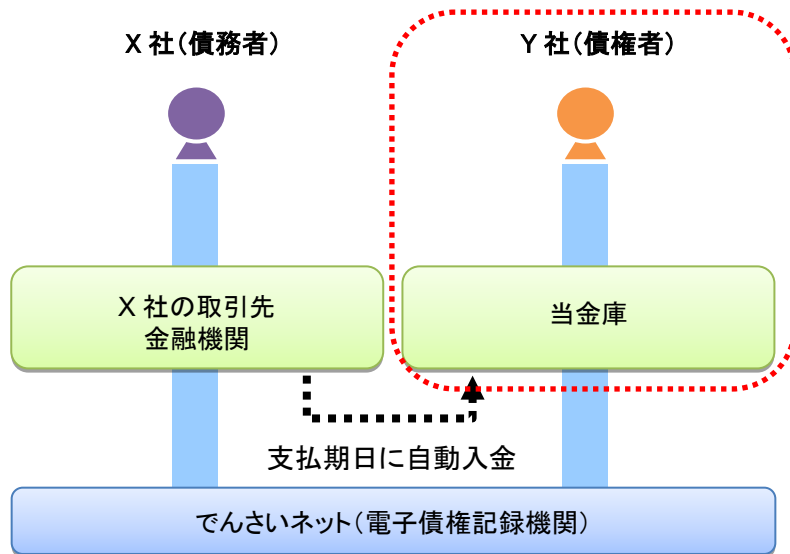 X 社(債務者)
Y 社(債権者)
X 社の取引先
金融機関
当金庫
支払期日に自動入金
でんさいネット(電子債権記録機関)